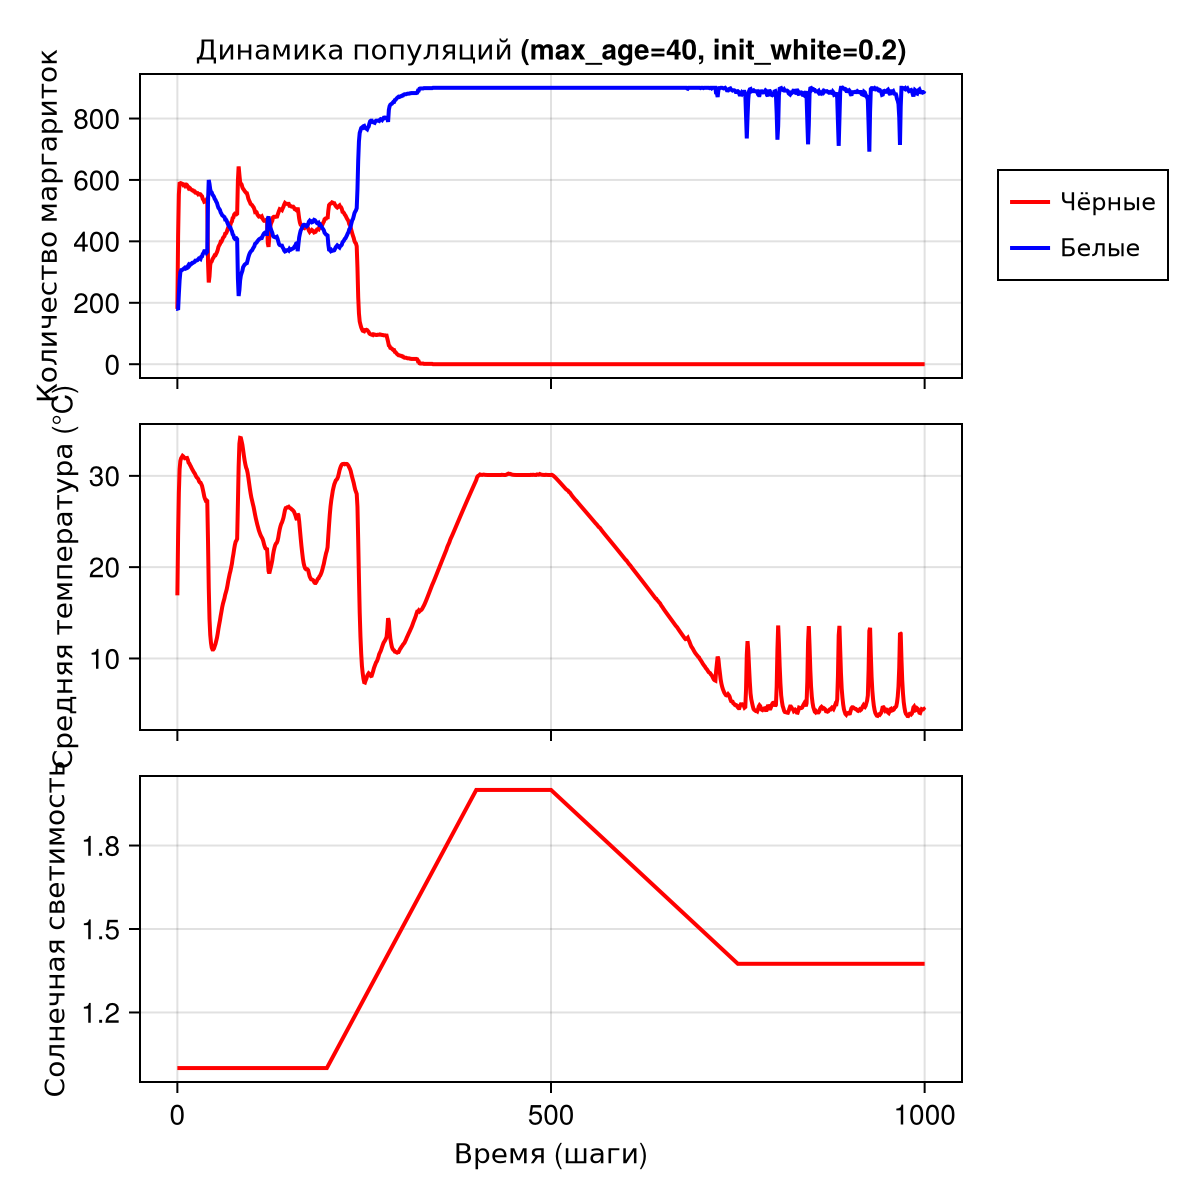 Динамика популяций (max_age=40, init_white=0.2)
Количество маргариток
800
600
400
200
0
Чёрные
Белые
Средняя температура (°C)
30
20
10
Солнечная светимость
1.8
1.5
1.2
0
500
1000
Время (шаги)